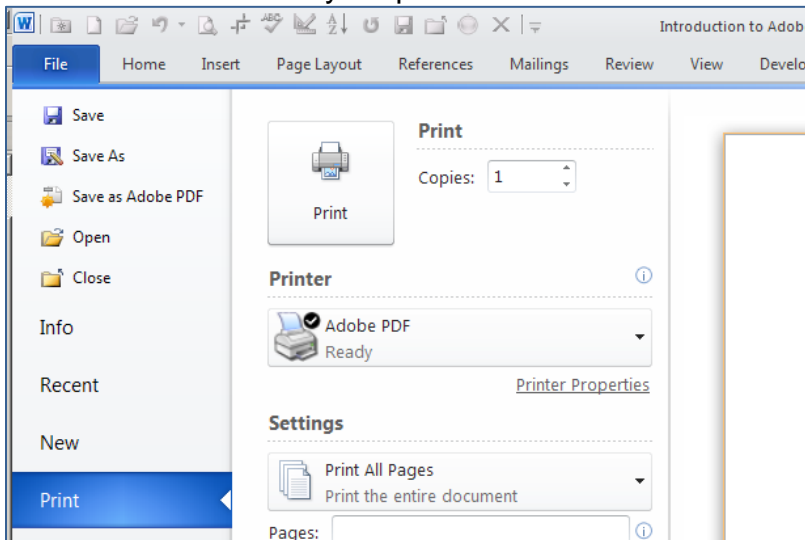 Introduction to Adob
File Home Insert Page Layout References Mailings Review View Develo
Save
Save As
Save as Adobe PDF
Open
Close
Info
Recent
New
Print
Print
Print
Copies: 1
Printer
Adobe PDF
Ready
Printer Properties
Settings
Print All Pages
Print the entire document
Pages: